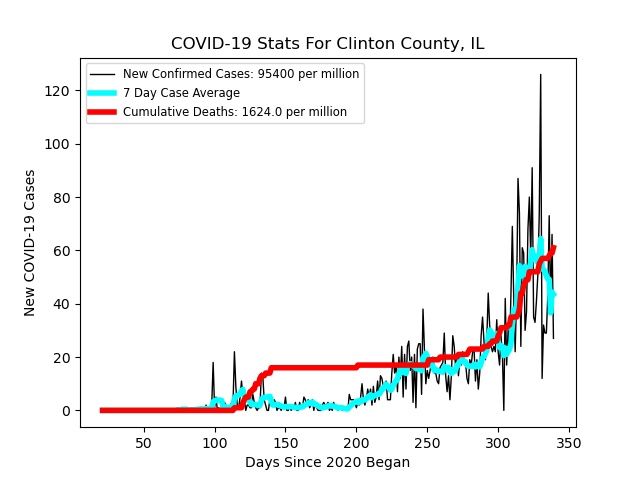 COVID-19 Stats For Clinton County, IL
New Confirmed Cases: 95400 per million
7 Day Case Average
Cumulative Deaths: 1624.0 per million
New COVID-19 Cases
120
100
80
60
40
20
0
50 100 150 200 250 300 350
Days Since 2020 Began